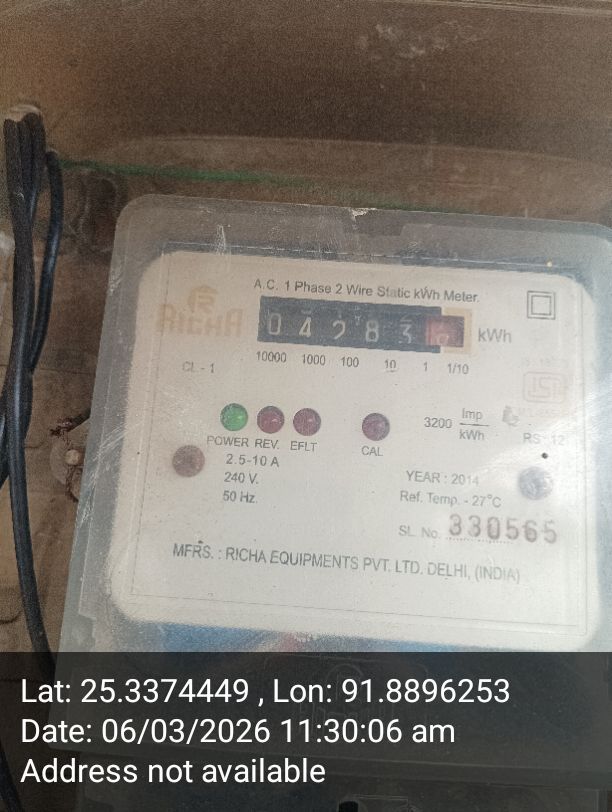 A.C. 1 Phase 2 Wire Static kWh Meter.
RICHA
0 4 2 8 3 kWh
10000 1000 100 10 1 1/10
CL - 1
ISI
3200 Imp/kWh
RS-12
POWER REV. EFLT CAL
2.5-10 A
240 V.
50 Hz.
YEAR : 2014
Ref. Temp. - 27°C
SL. No. 330565
MFRS. : RICHA EQUIPMENTS PVT. LTD. DELHI, (INDIA)
Lat: 25.3374449 , Lon: 91.8896253
Date: 06/03/2026 11:30:06 am
Address not available